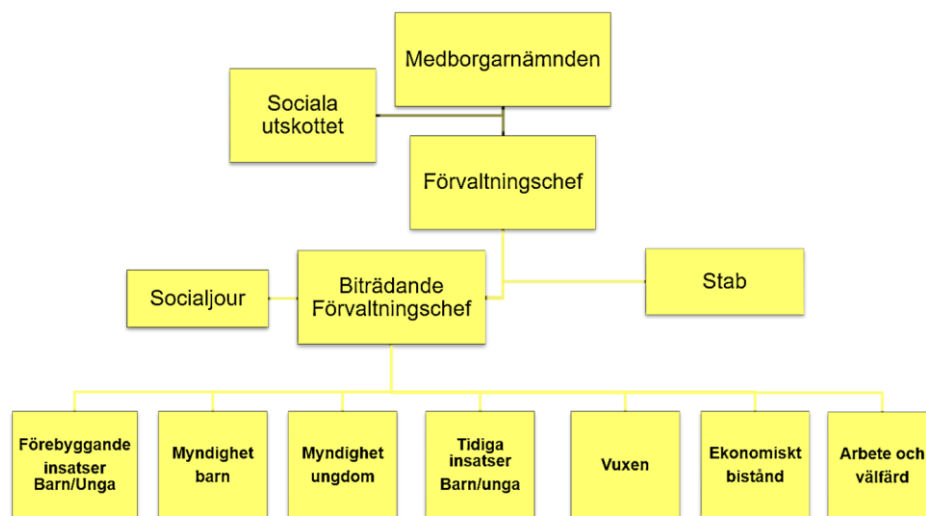 Medborgarnämnden
Sociala
utskottet
Förvaltningschef
Biträdande
Förvaltningschef
Socialjour
Stab
Förebyggande
insatser
Barn/Unga
Myndighet
barn
Myndighet
ungdom
Tidiga
insatser
Barn/unga
Vuxen
Ekonomiskt
bistånd
Arbete och
välfärd